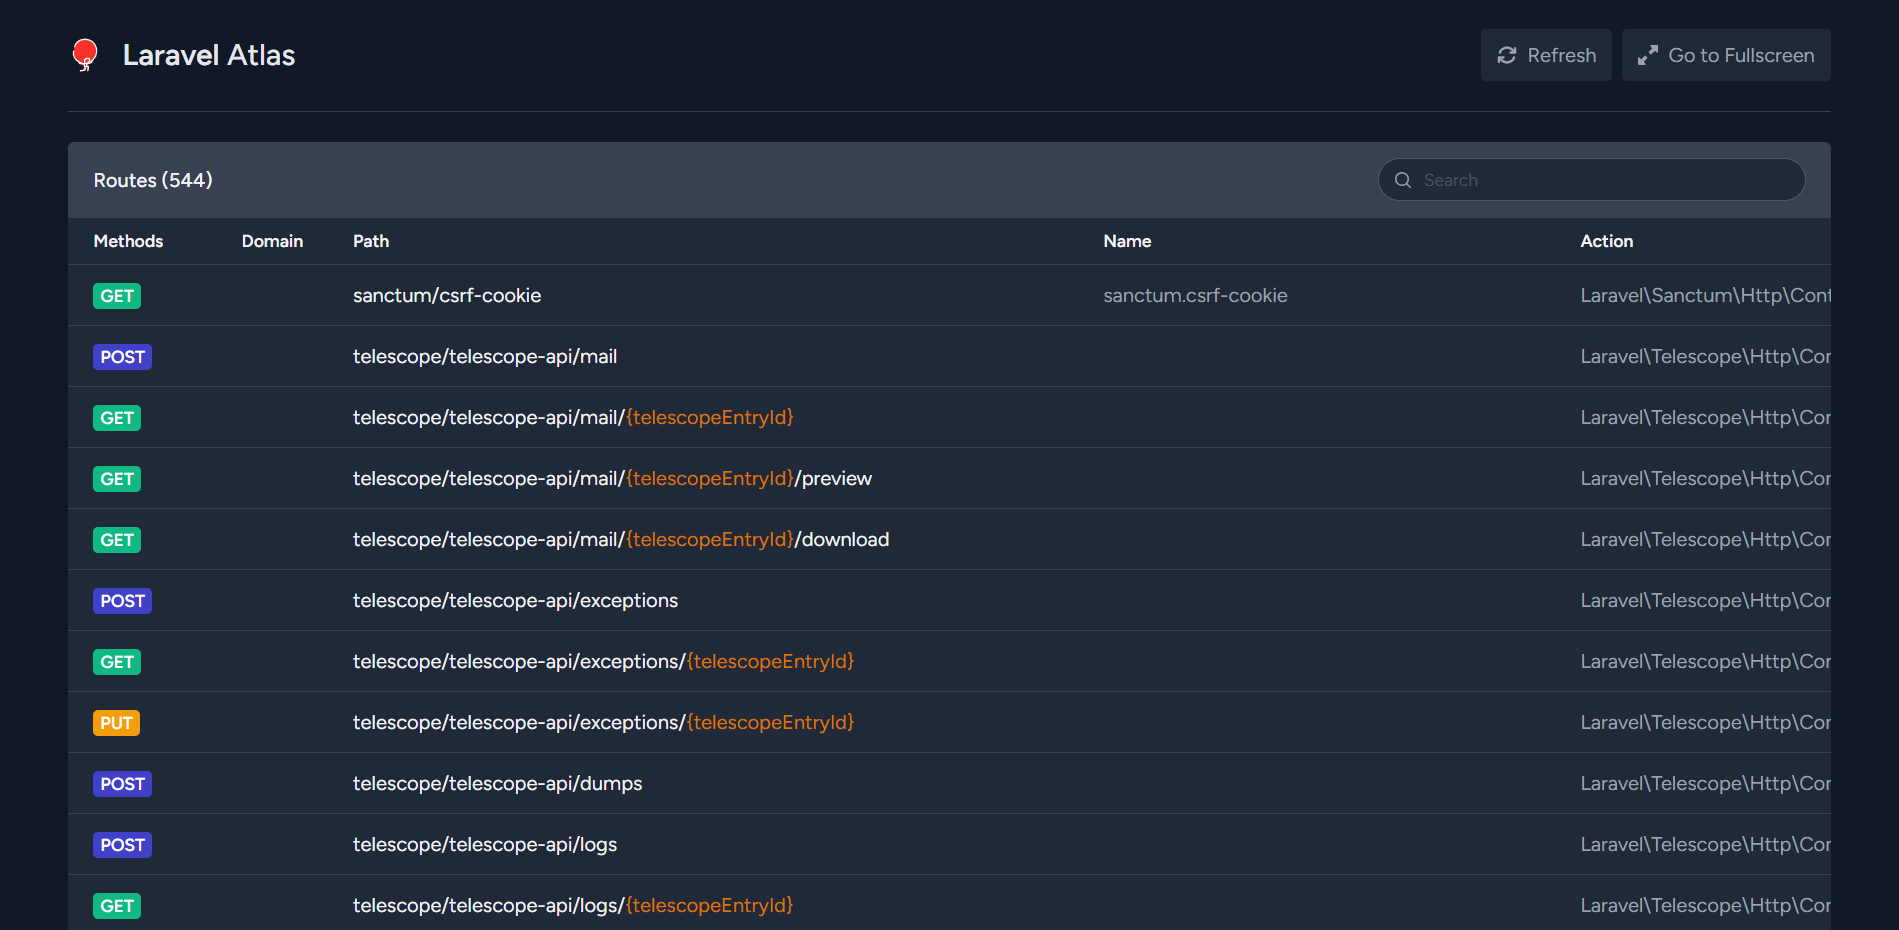 Laravel Atlas
Refresh
Go to Fullscreen
Routes (544)
Search
Methods Domain Path Name Action
GET sanctum/csrf-cookie sanctum.csrf-cookie Laravel\Sanctum\Http\Cont
POST telescope/telescope-api/mail Laravel\Telescope\Http\Cor
GET telescope/telescope-api/mail/{telescopeEntryId} Laravel\Telescope\Http\Cor
GET telescope/telescope-api/mail/{telescopeEntryId}/preview Laravel\Telescope\Http\Cor
GET telescope/telescope-api/mail/{telescopeEntryId}/download Laravel\Telescope\Http\Cor
POST telescope/telescope-api/exceptions Laravel\Telescope\Http\Cor
GET telescope/telescope-api/exceptions/{telescopeEntryId} Laravel\Telescope\Http\Cor
PUT telescope/telescope-api/exceptions/{telescopeEntryId} Laravel\Telescope\Http\Cor
POST telescope/telescope-api/dumps Laravel\Telescope\Http\Cor
POST telescope/telescope-api/logs Laravel\Telescope\Http\Cor
GET telescope/telescope-api/logs/{telescopeEntryId} Laravel\Telescope\Http\Cor